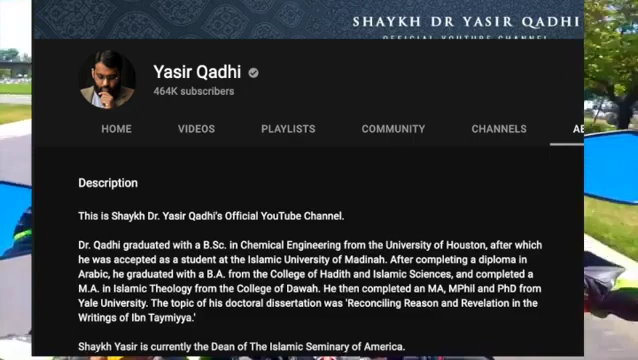 SHAYKH DR YASIR QADHI
OFFICIAL YOUTUBE CHANNEL
Yasir Qadhi
464K subscribers
HOME VIDEOS PLAYLISTS COMMUNITY CHANNELS
Description
This is Shaykh Dr. Yasir Qadhi's Official YouTube Channel.
Dr. Qadhi graduated with a B.Sc. in Chemical Engineering from the University of Houston, after which
he was accepted as a student at the Islamic University of Madinah. After completing a diploma in
Arabic, he graduated with a B.A. from the College of Hadith and Islamic Sciences, and completed a
M.A. in Islamic Theology from the College of Dawah. He then completed an MA, MPhil and PhD from
Yale University. The topic of his doctoral dissertation was 'Reconciling Reason and Revelation in the
Writings of Ibn Taymiyya.'
Shaykh Yasir is currently the Dean of The Islamic Seminary of America.